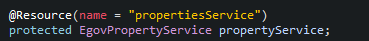 @Resource(name = "propertiesService")
protected EgovPropertyService propertyService;